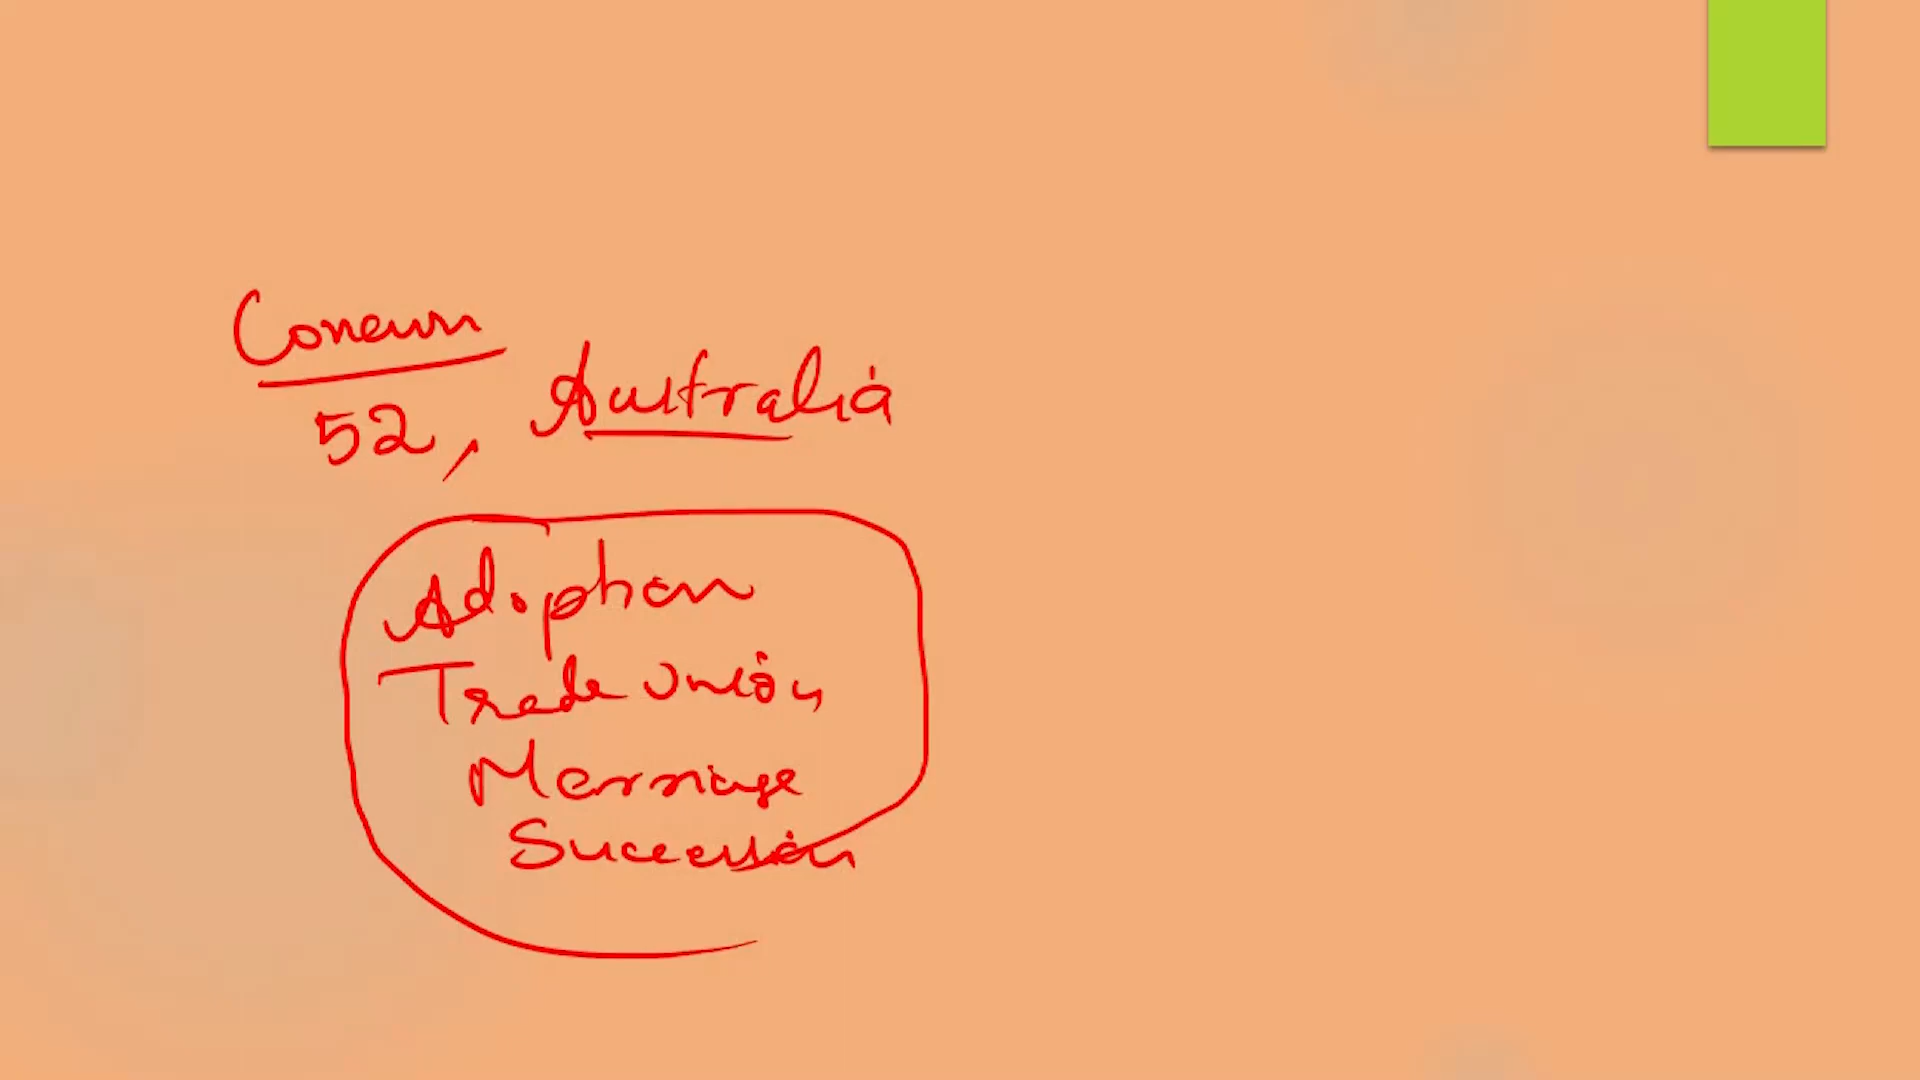 Concurr
52, Australia
Adoption
Trade Union
Marriage
Succession